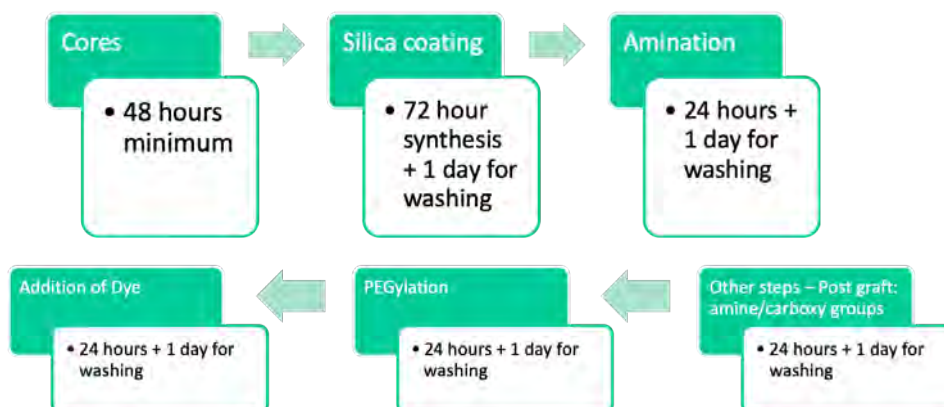 Cores
• 48 hours
minimum
Silica coating
• 72 hour
synthesis
+ 1 day for
washing
Amination
• 24 hours +
1 day for
washing
Other steps – Post graft:
amine/carboxy groups
• 24 hours + 1 day for
washing
PEGylation
• 24 hours + 1 day for
washing
Addition of Dye
• 24 hours + 1 day for
washing